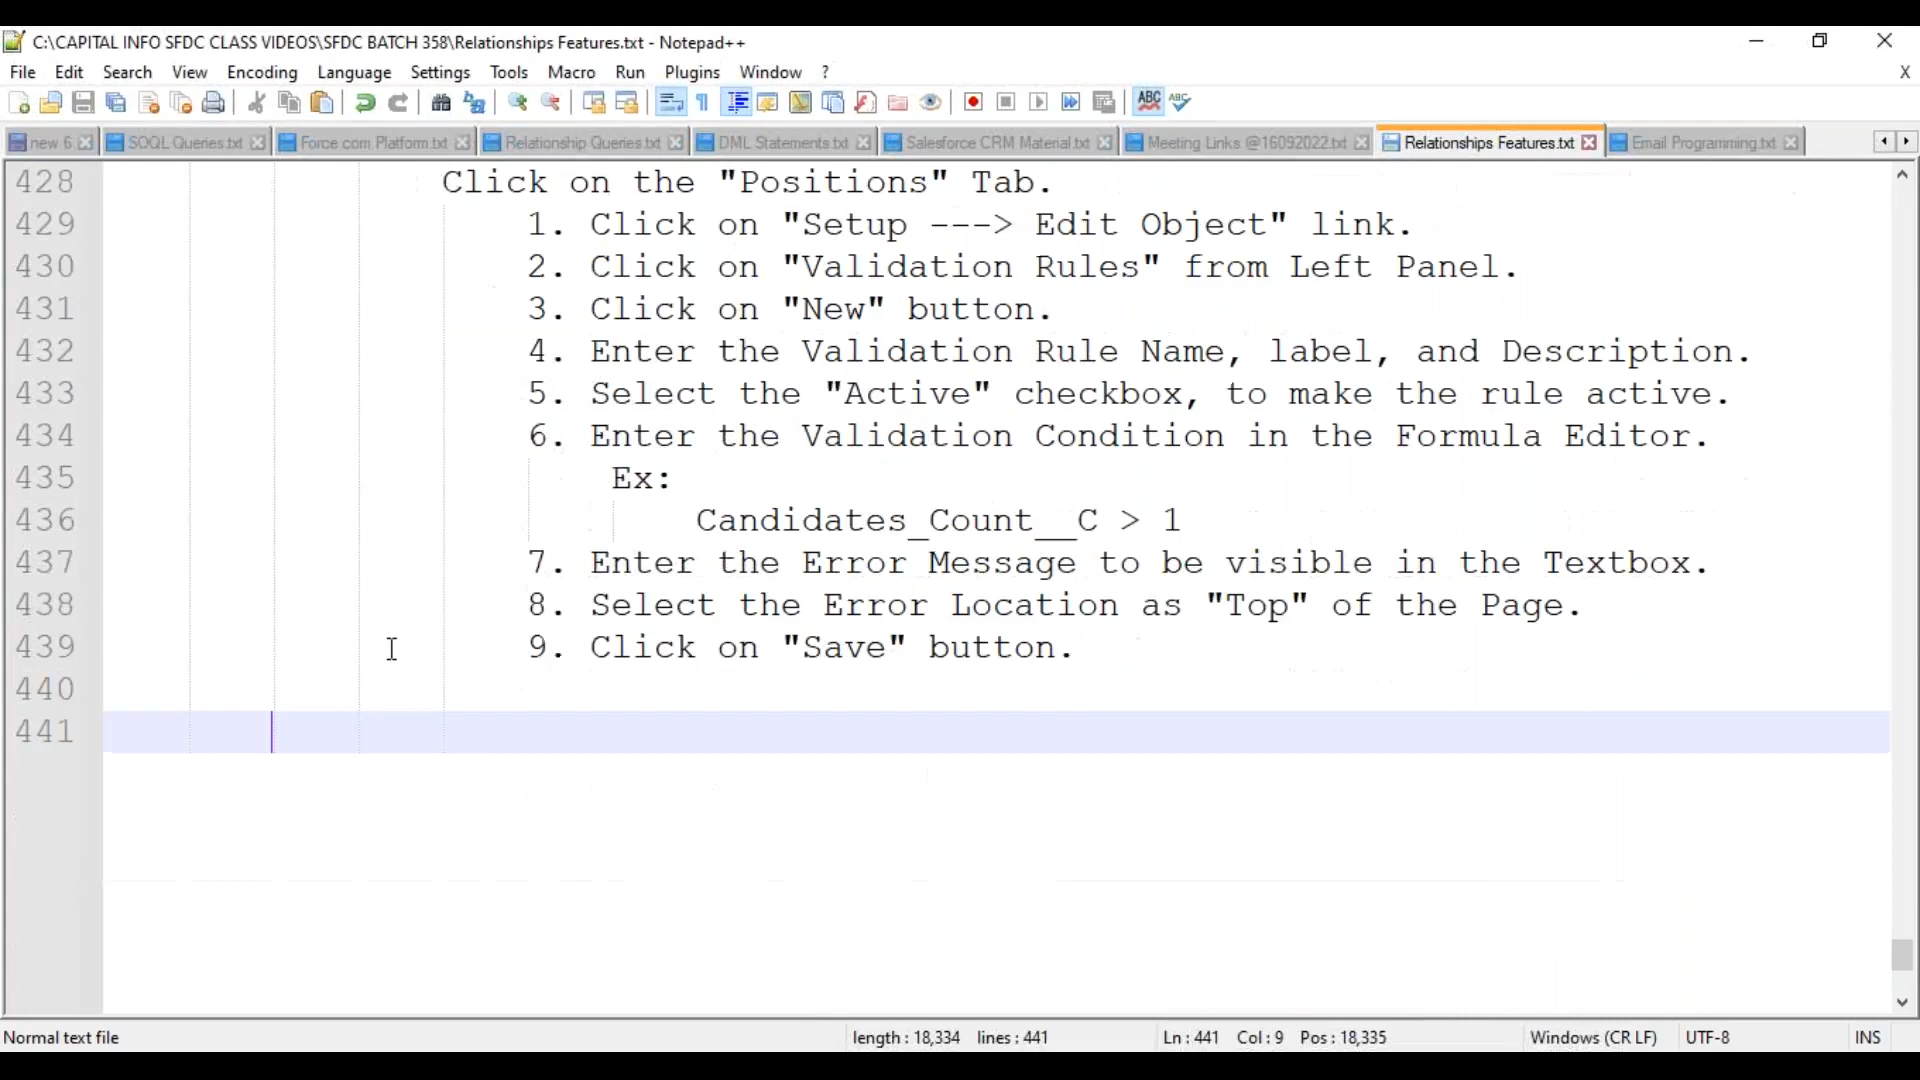 C:\CAPITAL INFO SFDC CLASS VIDEOS\SFDC BATCH 358\Relationships Features.txt - Notepad++
File Edit Search View Encoding Language Settings Tools Macro Run Plugins Window ? X
ABC ABC
new 6 SOQL Queries.txt Force com Platform.txt Relationship Queries.txt DML Statements.txt Salesforce CRM Material.txt Meeting Links @16092022.txt Relationships Features.txt Email Programming.txt
428 Click on the "Positions" Tab.
429 1. Click on "Setup ---> Edit Object" link.
430 2. Click on "Validation Rules" from Left Panel.
431 3. Click on "New" button.
432 4. Enter the Validation Rule Name, label, and Description.
433 5. Select the "Active" checkbox, to make the rule active.
434 6. Enter the Validation Condition in the Formula Editor.
435 Ex:
436 Candidates_Count__C > 1
437 7. Enter the Error Message to be visible in the Textbox.
438 8. Select the Error Location as "Top" of the Page.
439 9. Click on "Save" button.
440
441
Normal text file length : 18,334 lines : 441 Ln : 441 Col : 9 Pos : 18,335 Windows (CR LF) UTF-8 INS